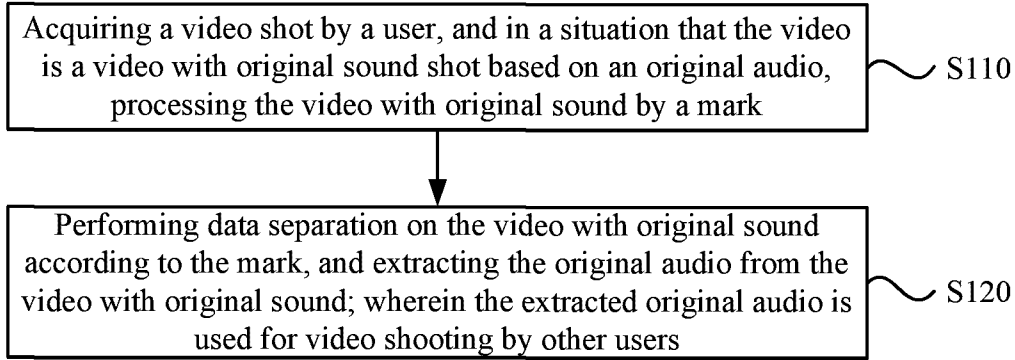 Acquiring a video shot by a user, and in a situation that the video
is a video with original sound shot based on an original audio,
processing the video with original sound by a mark
S110
Performing data separation on the video with original sound
according to the mark, and extracting the original audio from the
video with original sound; wherein the extracted original audio is
used for video shooting by other users
S120